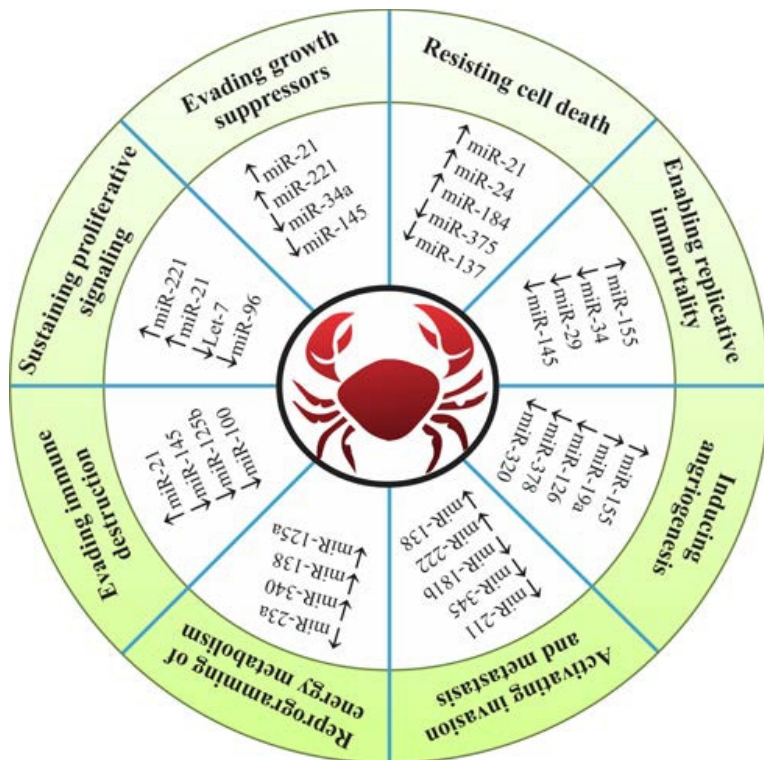 Evading growth
suppressors
miR-21
miR-221
miR-34a
miR-145
Resisting cell death
miR-21
miR-24
miR-184
miR-375
miR-137
Enabling replicative
immortality
miR-155
miR-34
miR-29
miR-145
Inducing
angriogenesis
miR-155
miR-19a
miR-126
miR-378
miR-320
Activating invasion
and metastasis
miR-211
miR-345
miR-181b
miR-222
miR-138
Reprogramming of
energy metabolism
miR-23a
miR-340
miR-138
miR-125a
Evading immune
destruction
miR-21
miR-145
miR-125b
miR-100
Sustaining proliferative
signaling
miR-221
miR-21
Let-7
miR-96